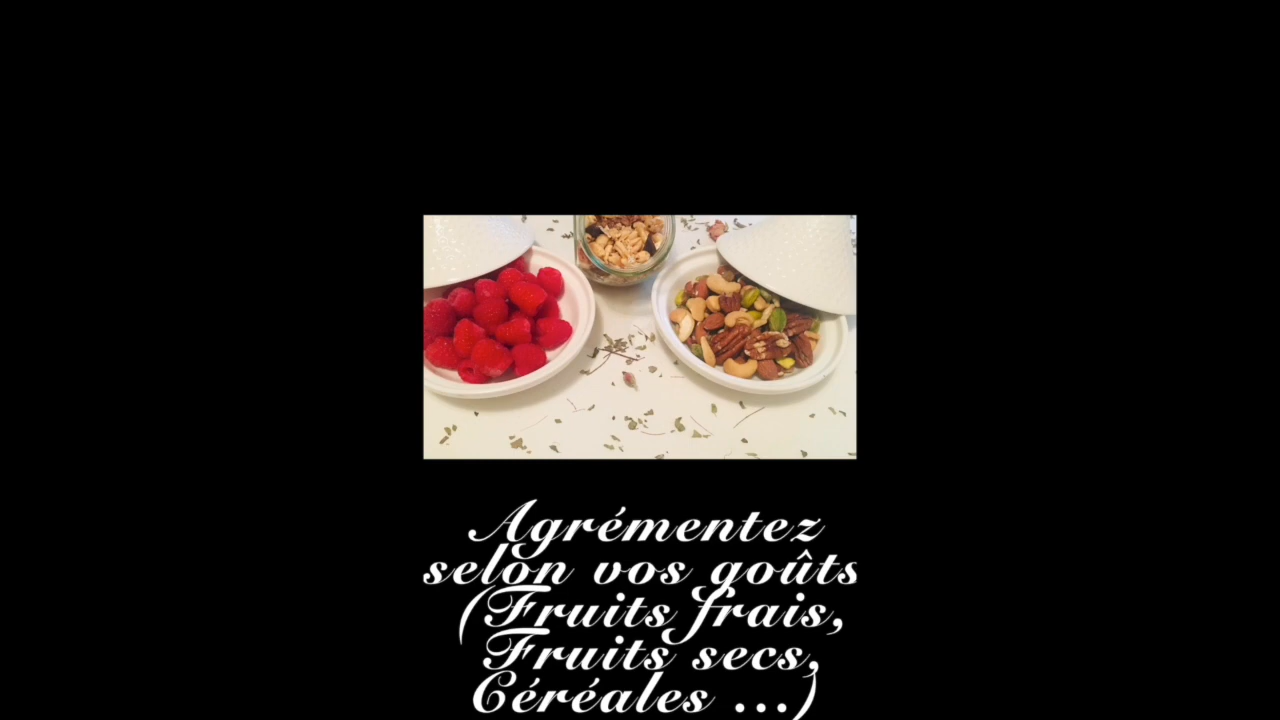 Agrémentez
selon vos goûts
(Fruits frais,
Fruits secs,
Céréales ...)